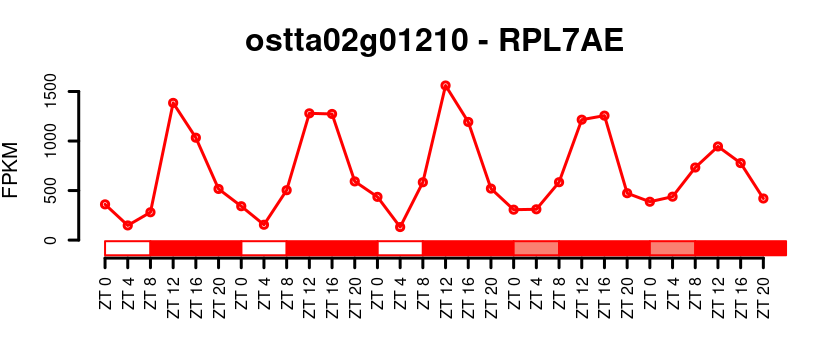 ostta02g01210 - RPL7AE
FPKM
1500
1000
500
0
ZT 0 ZT 4 ZT 8 ZT 12 ZT 16 ZT 20 ZT 0 ZT 4 ZT 8 ZT 12 ZT 16 ZT 20 ZT 0 ZT 4 ZT 8 ZT 12 ZT 16 ZT 20 ZT 0 ZT 4 ZT 8 ZT 12 ZT 16 ZT 20 ZT 0 ZT 4 ZT 8 ZT 12 ZT 16 ZT 20